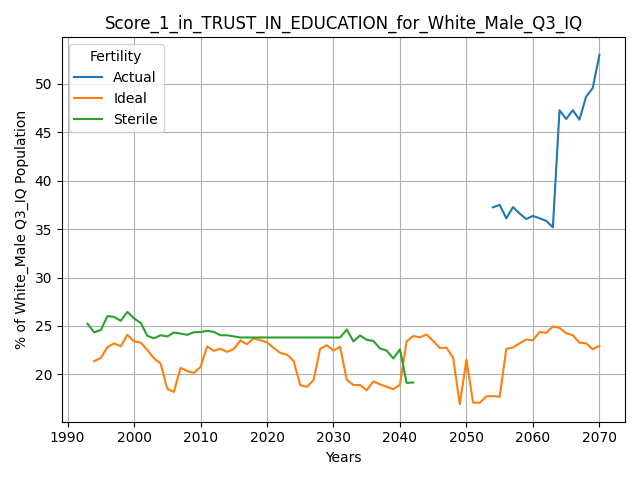 Score_1_in_TRUST_IN_EDUCATION_for_White_Male_Q3_IQ
Fertility
Actual
Ideal
Sterile
% of White_Male Q3_IQ Population
50
45
40
35
30
25
20
1990 2000 2010 2020 2030 2040 2050 2060 2070
Years